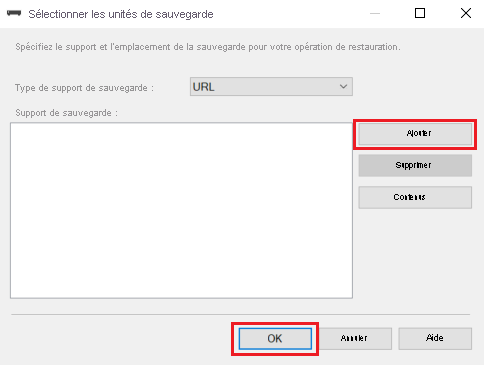 Sélectionner les unités de sauvegarde
Spécifiez le support et l'emplacement de la sauvegarde pour votre opération de restauration.
Type de support de sauvegarde :
URL
Support de sauvegarde :
Ajouter
Supprimer
Contenus
OK
Annuler
Aide